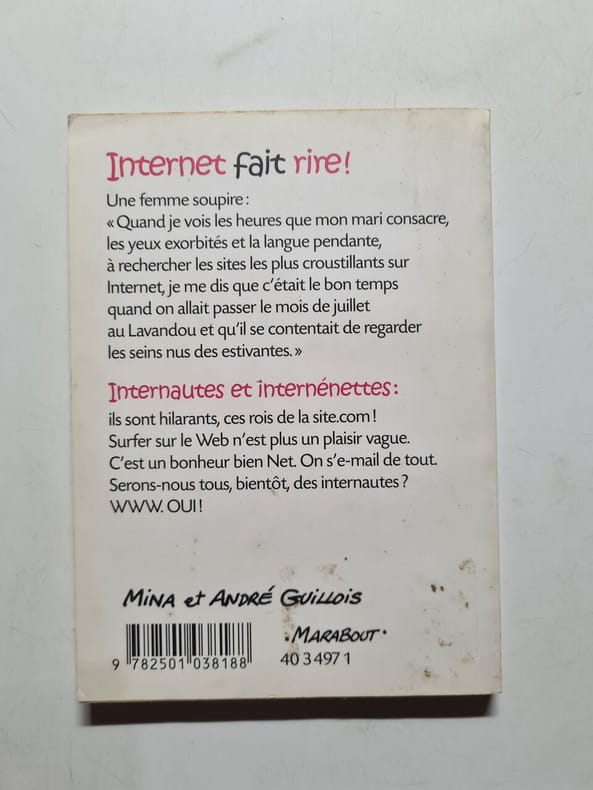 Internet fait rire!
Une femme soupire :
« Quand je vois les heures que mon mari consacre,
les yeux exorbités et la langue pendante,
à rechercher les sites les plus croustillants sur
Internet, je me dis que c’était le bon temps
quand on allait passer le mois de juillet
au Lavandou et qu’il se contentait de regarder
les seins nus des estivantes. »
Internautes et internénettes :
ils sont hilarants, ces rois de la site.com !
Surfer sur le Web n’est plus un plaisir vague.
C’est un bonheur bien Net. On s’e-mail de tout.
Serons-nous tous, bientôt, des internautes ?
WWW. OUI !
MINA et ANDRÉ GUILLOIS
• MARABOUT •
9 782501 038188
40 3 497 1